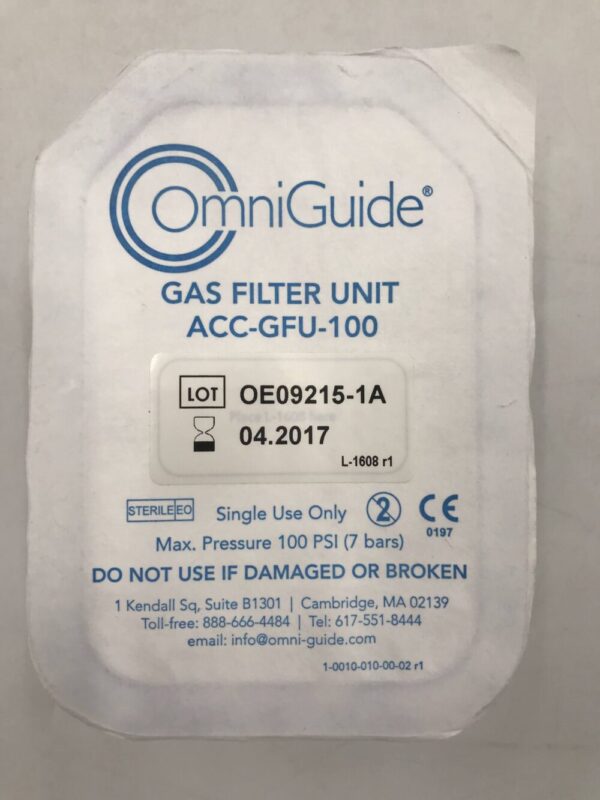 OmniGuide®
GAS FILTER UNIT
ACC-GFU-100
LOT OE09215-1A
Place L-1608 here
04.2017
L-1608 r1
STERILE EO Single Use Only 2 CE
0197
Max. Pressure 100 PSI (7 bars)
DO NOT USE IF DAMAGED OR BROKEN
1 Kendall Sq, Suite B1301 | Cambridge, MA 02139
Toll-free: 888-666-4484 | Tel: 617-551-8444
email: info@omni-guide.com
1-0010-010-00-02 r1